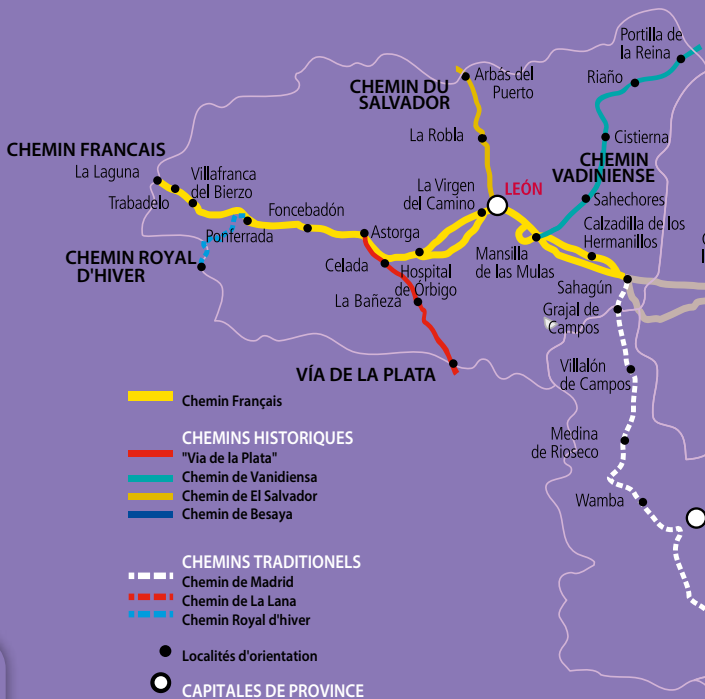 Portilla de
la Reina
Arbás del
Puerto
Riaño
CHEMIN DU
SALVADOR
La Robla
Cistierna
CHEMIN FRANCAIS
La Laguna
Villafranca
del Bierzo
CHEMIN
VADINIENSE
Trabadelo
La Virgen
del Camino
LEÓN
Sahechores
Foncebadón
Calzadilla de los
Hermanillos
Ponferrada
Astorga
CHEMIN ROYAL
D'HIVER
Celada
Hospital
de Órbigo
Mansilla
de las Mulas
Sahagún
La Bañeza
Grajal de
Campos
VÍA DE LA PLATA
Villalón
de Campos
Medina
de Rioseco
Wamba
Chemin Français
CHEMINS HISTORIQUES
"Via de la Plata"
Chemin de Vanidiensa
Chemin de El Salvador
Chemin de Besaya
CHEMINS TRADITIONELS
Chemin de Madrid
Chemin de La Lana
Chemin Royal d'hiver
Localités d'orientation
CAPITALES DE PROVINCE